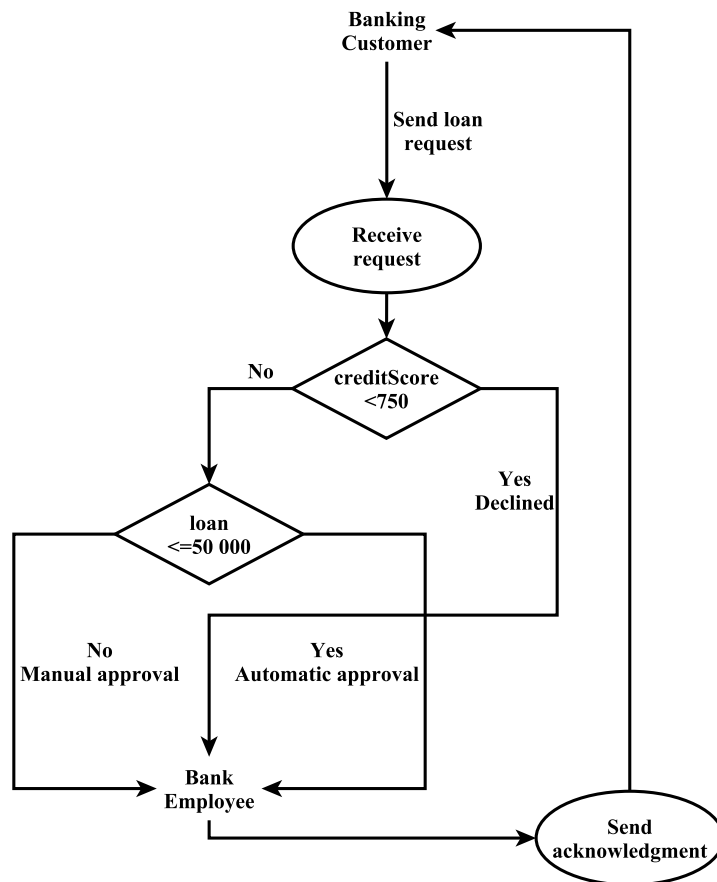 Banking
Customer
Send loan
request
Receive
request
No
creditScore
<750
Yes
Declined
loan
<=50 000
No
Manual approval
Yes
Automatic approval
Bank
Employee
Send
acknowledgment